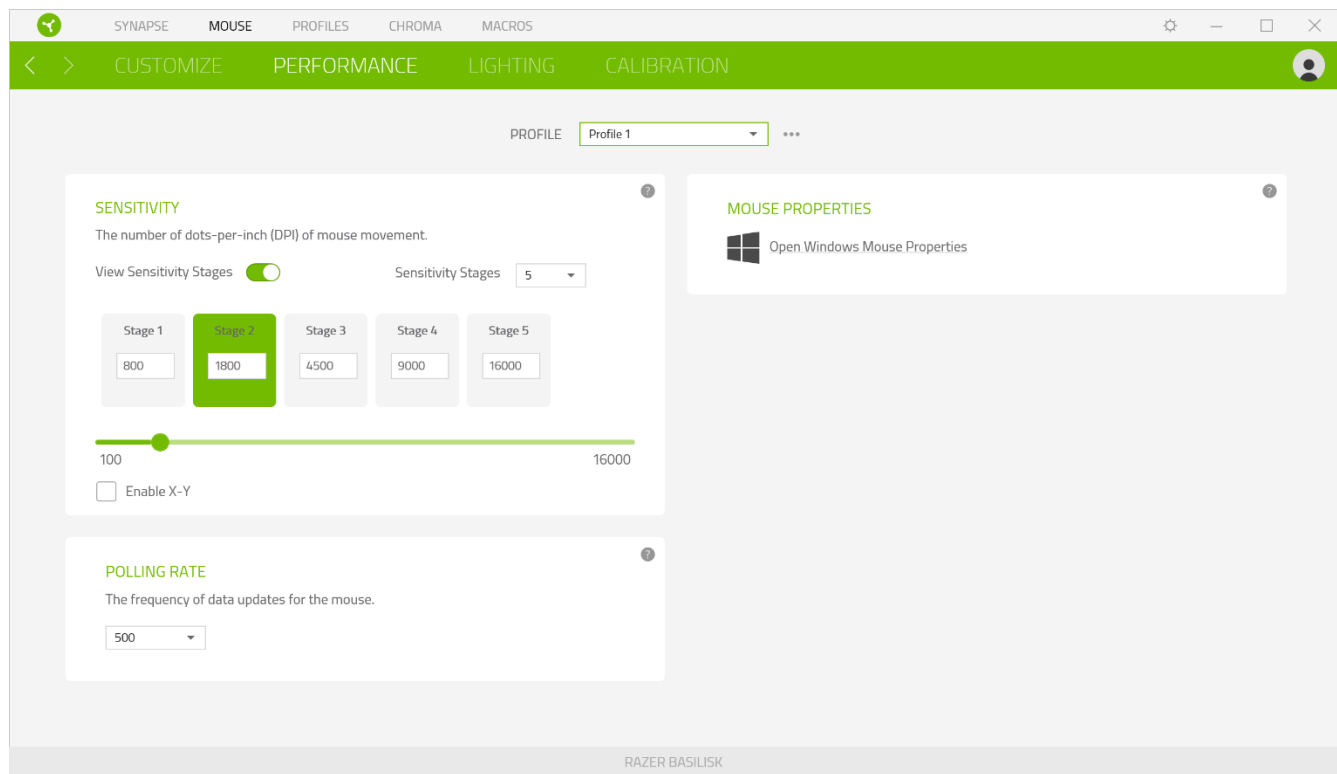 SYNAPSE MOUSE PROFILES CHROMA MACROS
CUSTOMIZE PERFORMANCE LIGHTING CALIBRATION
PROFILE Profile 1
SENSITIVITY
The number of dots-per-inch (DPI) of mouse movement.
View Sensitivity Stages Sensitivity Stages 5
Stage 1 Stage 2 Stage 3 Stage 4 Stage 5
800 1800 4500 9000 16000
100 16000
Enable X-Y
POLLING RATE
The frequency of data updates for the mouse.
500
MOUSE PROPERTIES
Open Windows Mouse Properties
RAZER BASILISK